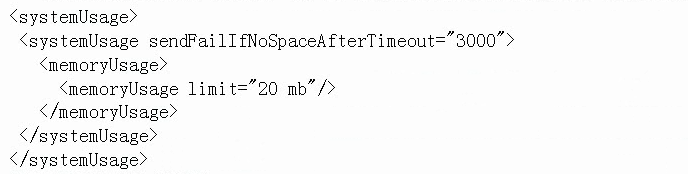 <systemUsage>
<systemUsage sendFailIfNoSpaceAfterTimeout="3000">
<memoryUsage>
<memoryUsage limit="20 mb"/>
</memoryUsage>
</systemUsage>
</systemUsage>